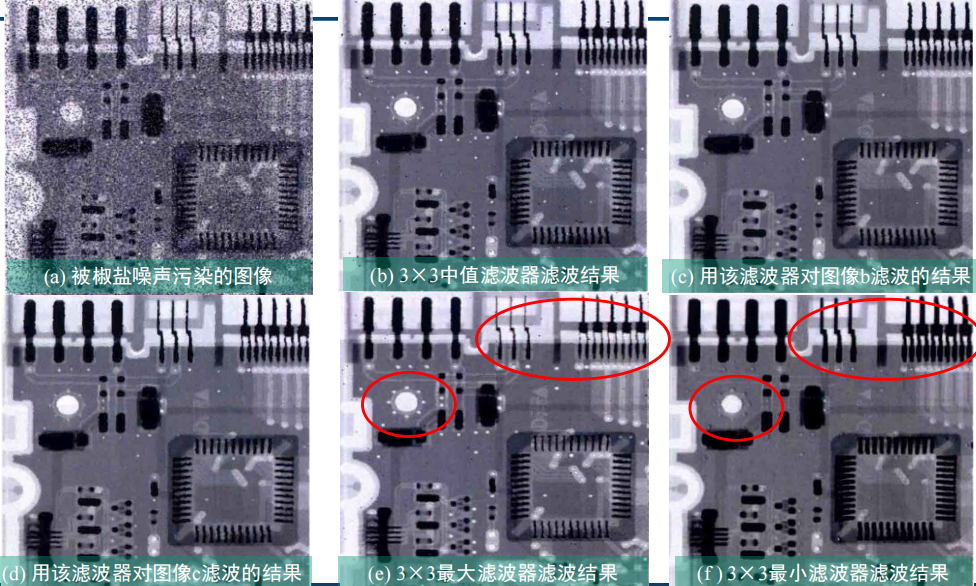 (a) 被椒盐噪声污染的图像
(b) 3×3中值滤波器滤波结果
(c) 用该滤波器对图像b滤波的结果
(d) 用该滤波器对图像c滤波的结果
(e) 3×3最大滤波器滤波结果
(f) 3×3最小滤波器滤波结果